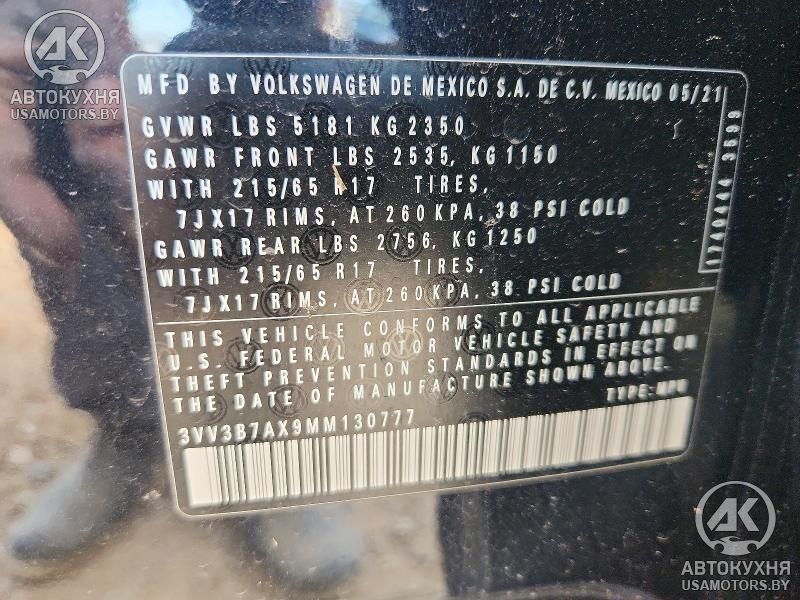 AK
АВТОКУХНЯ
USAMOTORS.BY
MFD BY VOLKSWAGEN DE MEXICO S.A. DE C.V. MEXICO 05/21
GVWR LBS 5181 KG 2350
GAWR FRONT LBS 2535, KG 1150
WITH 215/65 R17 TIRES,
7JX17 RIMS, AT 260 KPA, 38 PSI COLD
GAWR REAR LBS 2756, KG 1250
WITH 215/65 R17 TIRES,
7JX17 RIMS, AT 260 KPA, 38 PSI COLD
THIS VEHICLE CONFORMS TO ALL APPLICABLE
U.S. FEDERAL MOTOR VEHICLE SAFETY AND
THEFT PREVENTION STANDARDS IN EFFECT ON
THE DATE OF MANUFACTURE SHOWN ABOVE.
TYPE: MPV
3VV3B7AX9MM130777
AK
АВТОКУХНЯ
USAMOTORS.BY